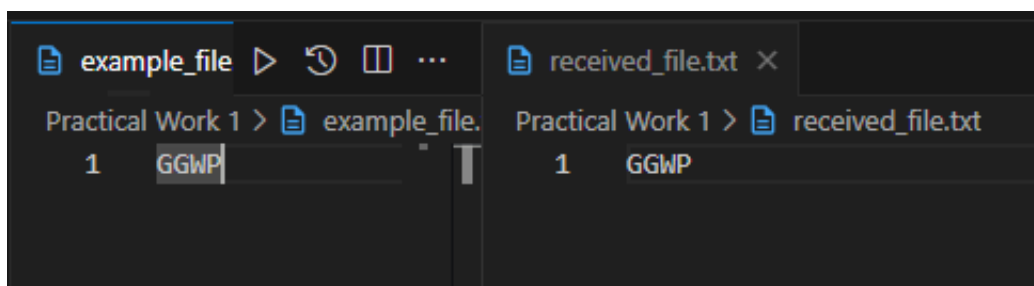 example_file
received_file.txt
Practical Work 1 > example_file.
Practical Work 1 > received_file.txt
1 GGWP
1 GGWP